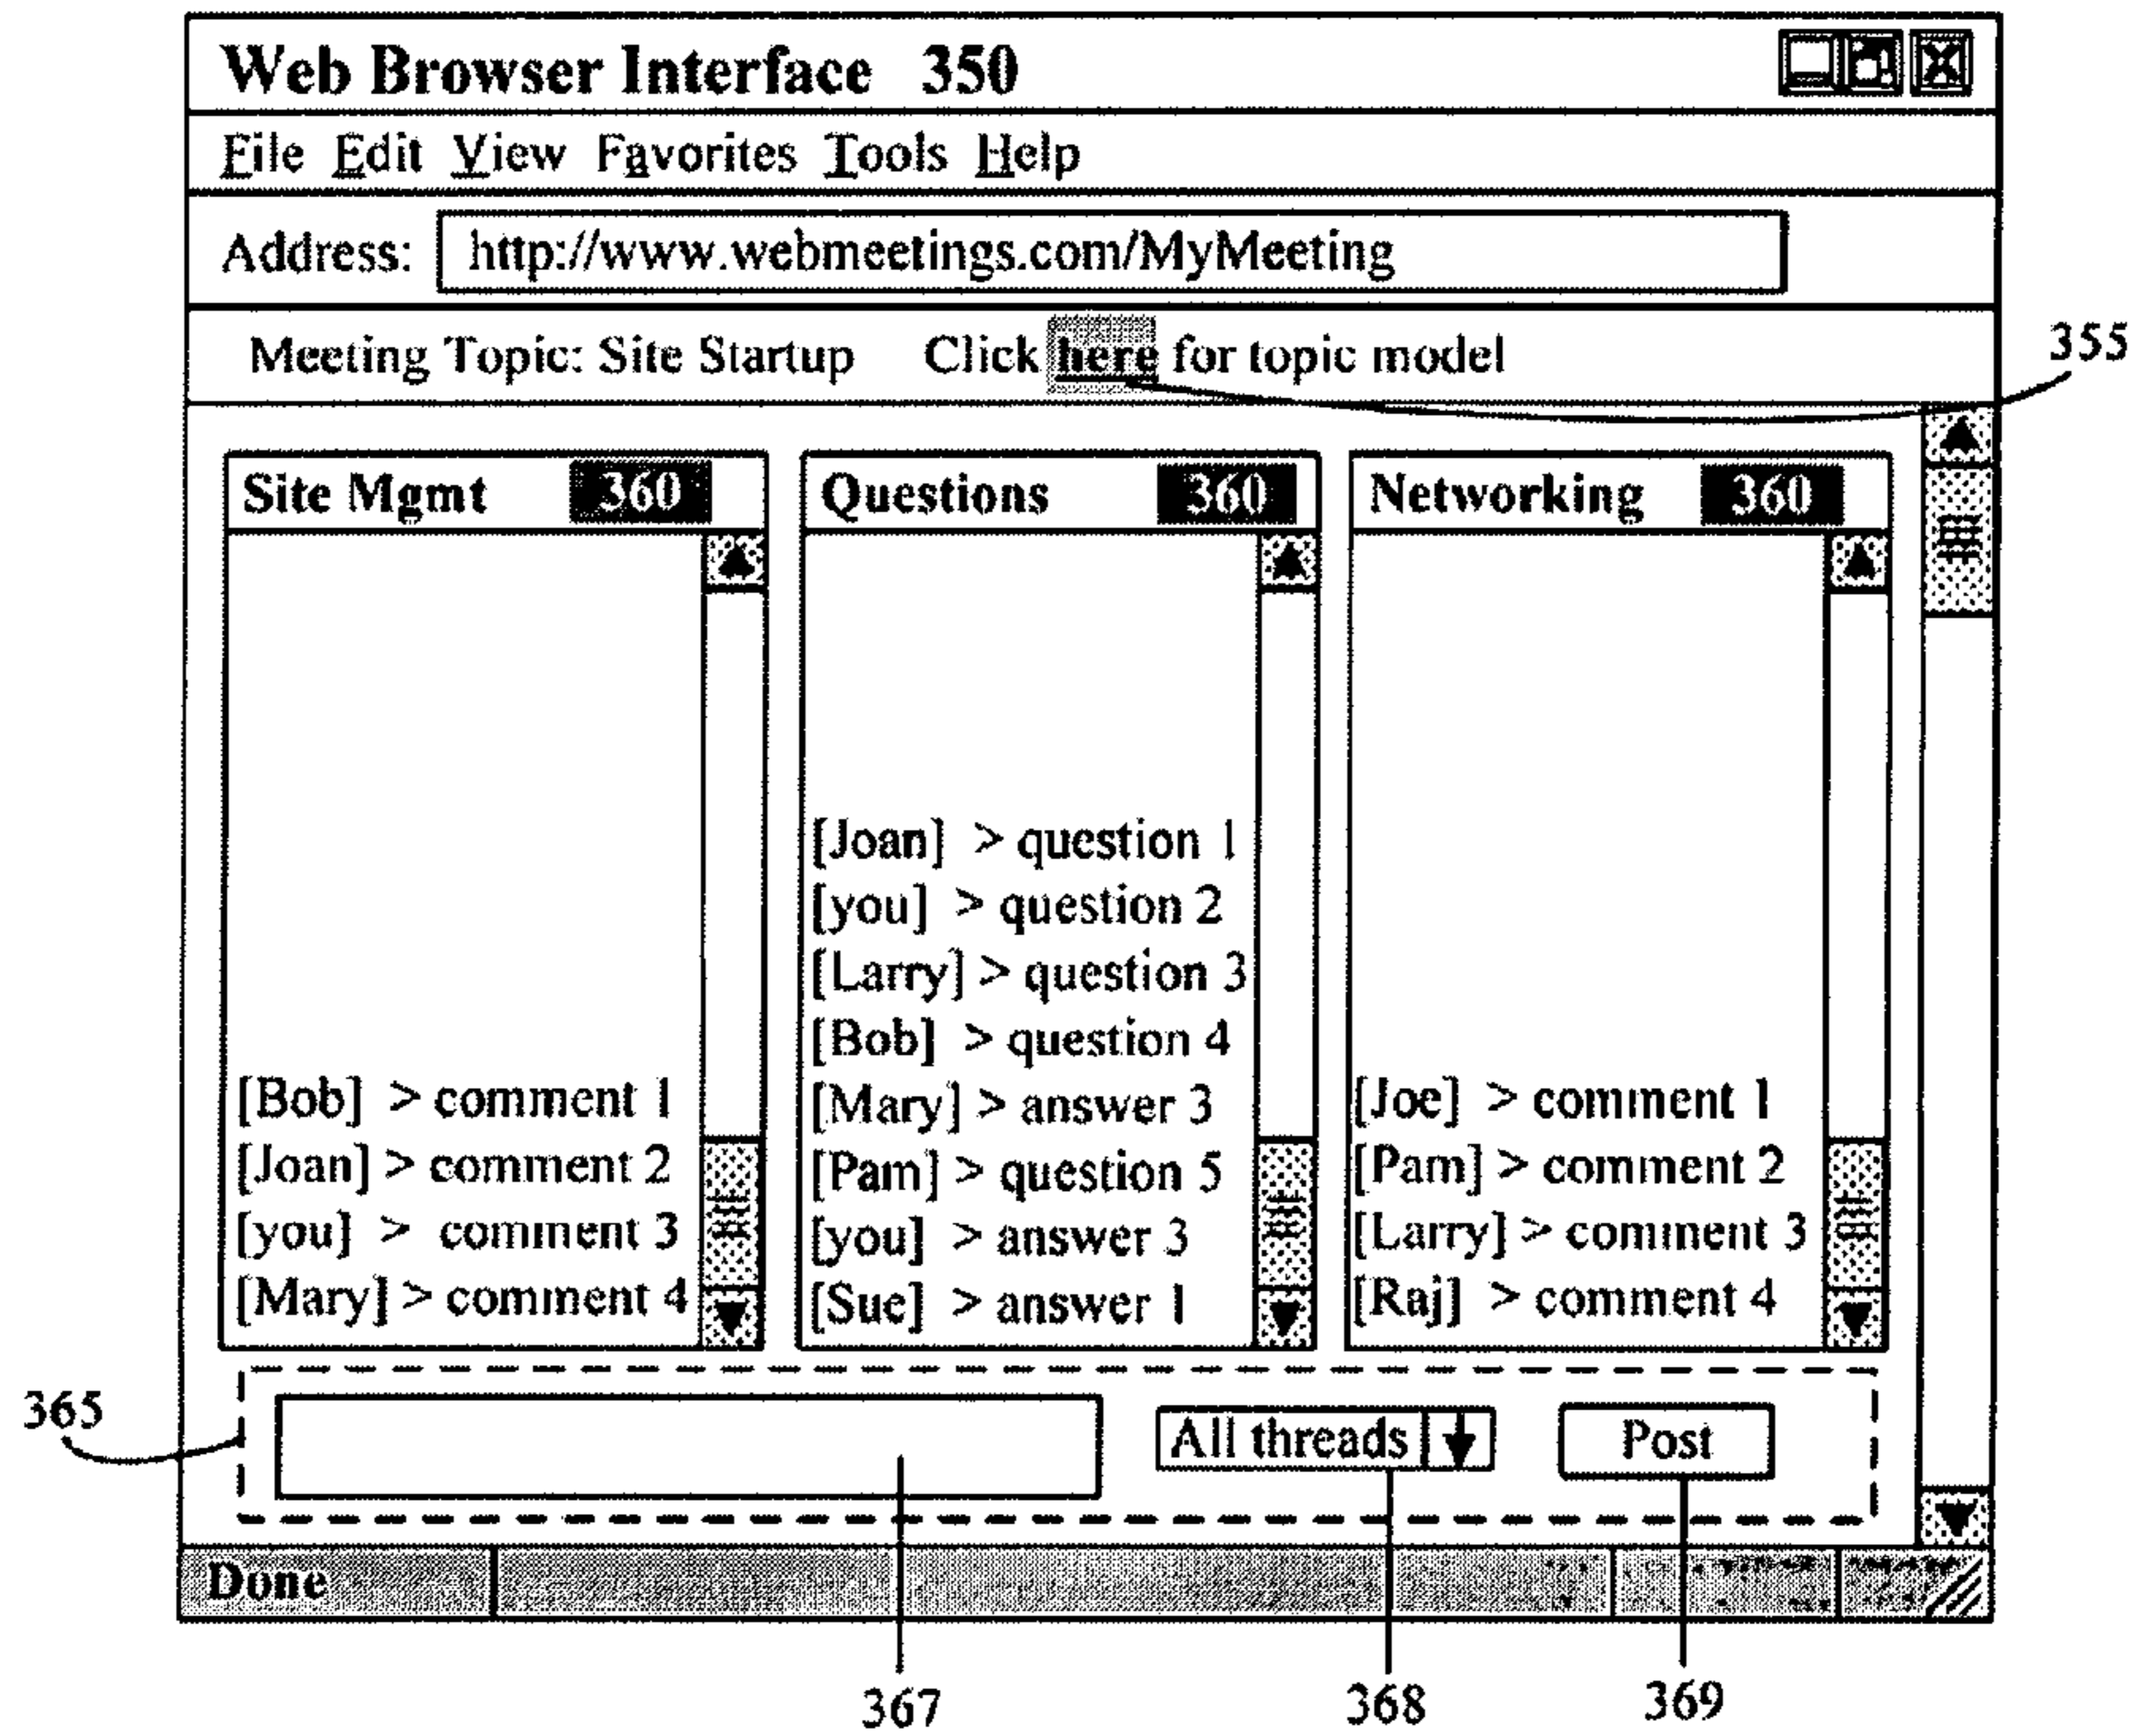 Web Browser Interface 350
File Edit View Favorites Tools Help
Address: http://www.webmeetings.com/MyMeeting
Meeting Topic: Site Startup Click here for topic model
355
Site Mgmt 360
[Bob] > comment 1
[Joan] > comment 2
[you] > comment 3
[Mary] > comment 4
Questions 360
[Joan] > question 1
[you] > question 2
[Larry] > question 3
[Bob] > question 4
[Mary] > answer 3
[Pam] > question 5
[you] > answer 3
[Sue] > answer 1
Networking 360
[Joe] > comment 1
[Pam] > comment 2
[Larry] > comment 3
[Raj] > comment 4
365
All threads
Post
Done
367
368
369